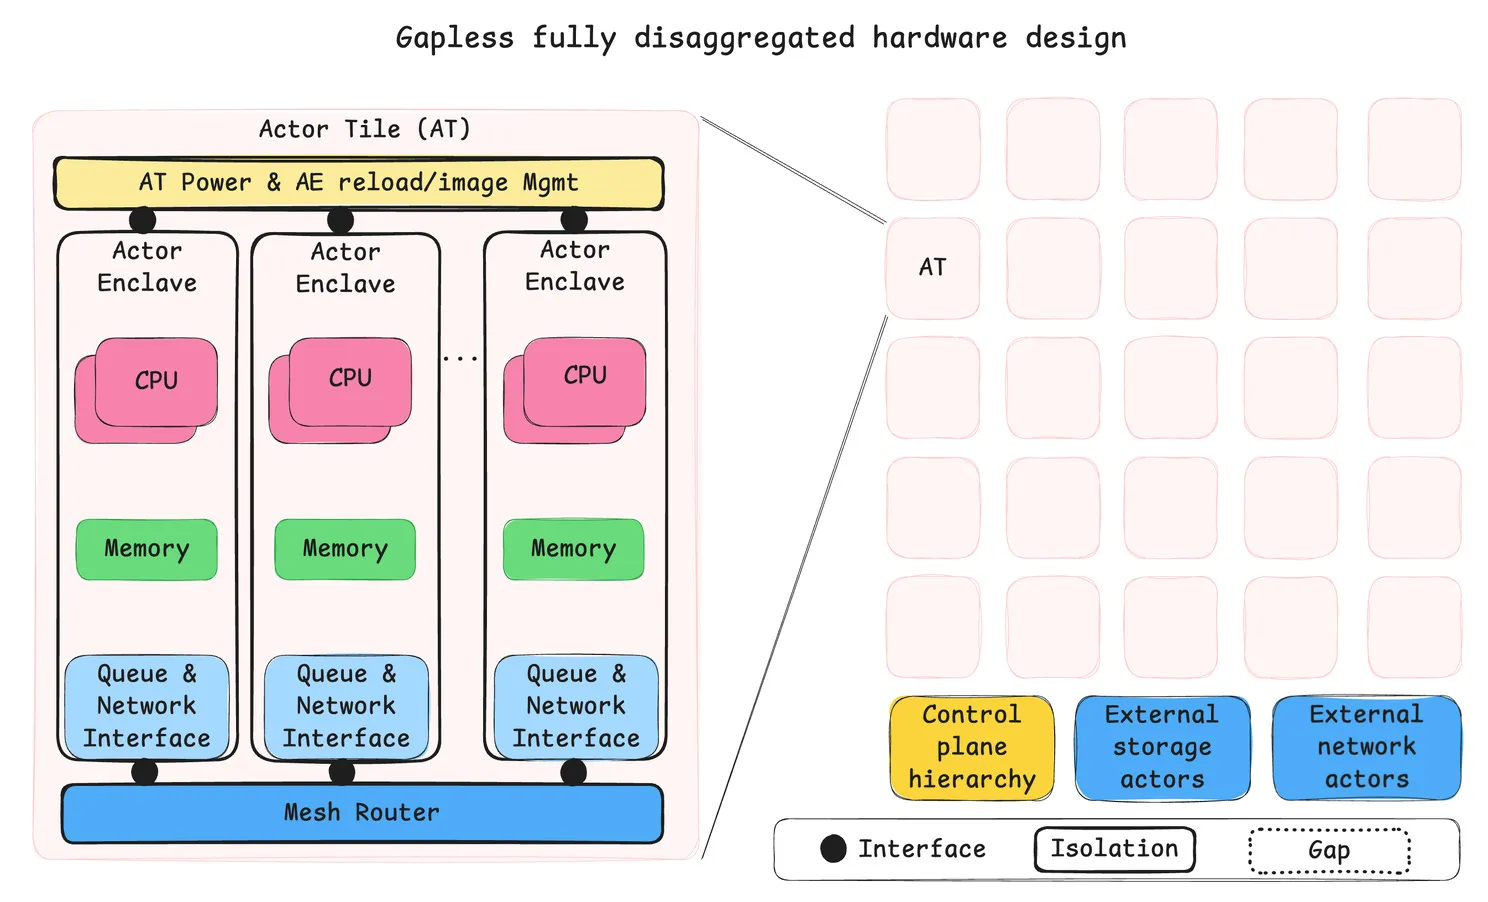 Gapless fully disaggregated hardware design
Actor Tile (AT)
AT Power & AE reload/image Mgmt
Actor
Enclave
CPU
Memory
Queue &
Network
Interface
Actor
Enclave
CPU
Memory
Queue &
Network
Interface
...
Actor
Enclave
CPU
Memory
Queue &
Network
Interface
Mesh Router
AT
Control
plane
hierarchy
External
storage
actors
External
network
actors
Interface
Isolation
Gap